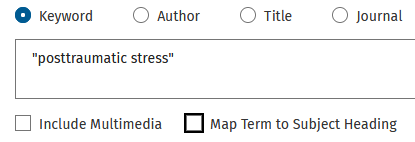 Keyword Author Title Journal
"posttraumatic stress"
Include Multimedia Map Term to Subject Heading